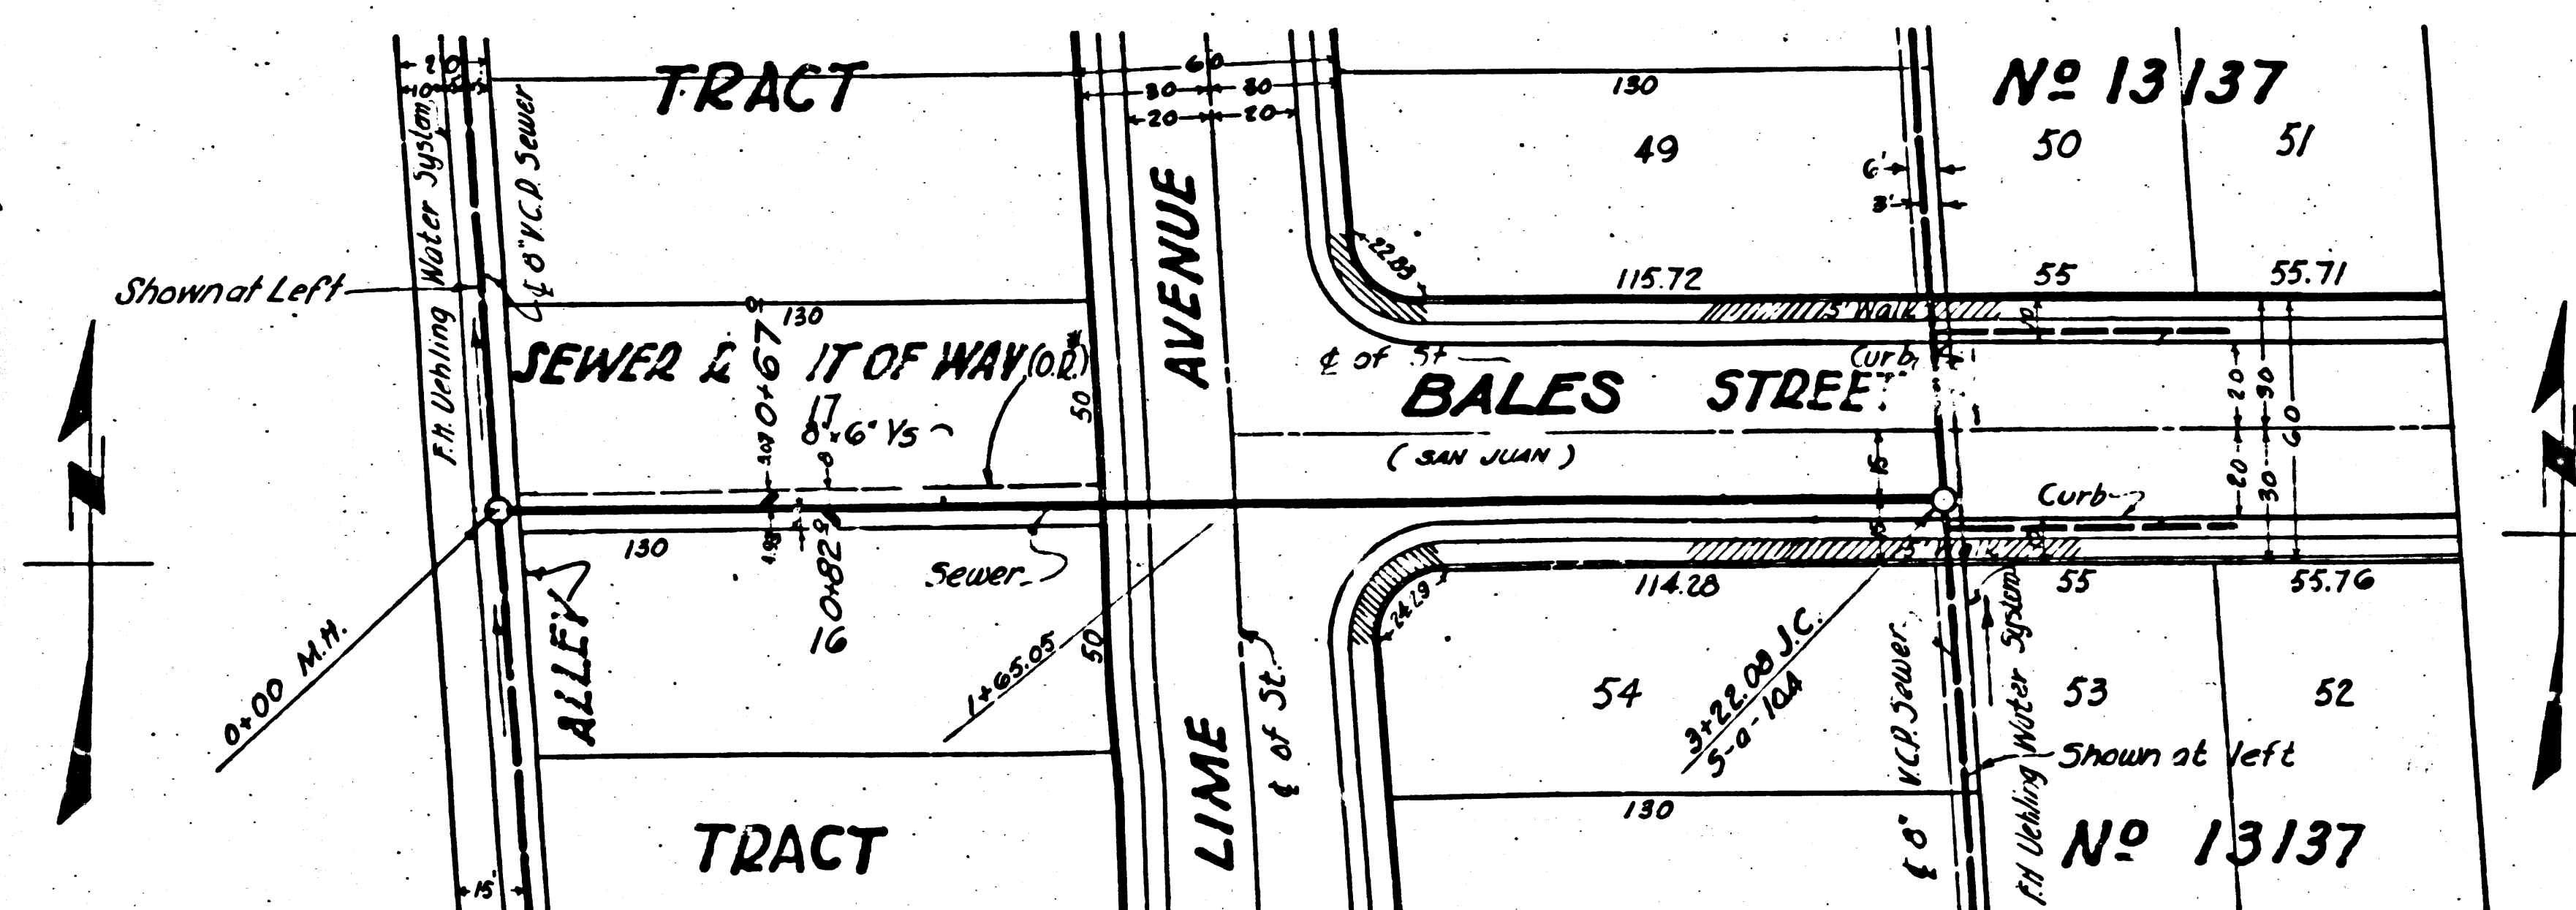 TRACT
Nº 13137
20
10
60
30
30
20
20
130
49
50
51
6'
3'
F.H. Uehling Water System
₵ 8" V.C.P. Sewer
Shown at Left
22.83
115.72
55
55.71
5' Walk
130
SEWER R IT OF WAY (O.R.)
0+67
17
8"x6" Ys
50
AVENUE
₵ of St
Curb
BALES STREET
(SAN JUAN)
15
20
30
60
20
30
Curb
15
130
0+82
16
Sewer
ALLEY
0+00 M.H.
1+65.05
50
LIME
₵ of St.
24.29
114.28
55
55.76
54
53
52
3+22.08 J.C.
5-a-10A
₵ 8" V.C.P. Sewer
F.H. Uehling Water System
Shown at left
130
TRACT
Nº 13137
15'
N
N